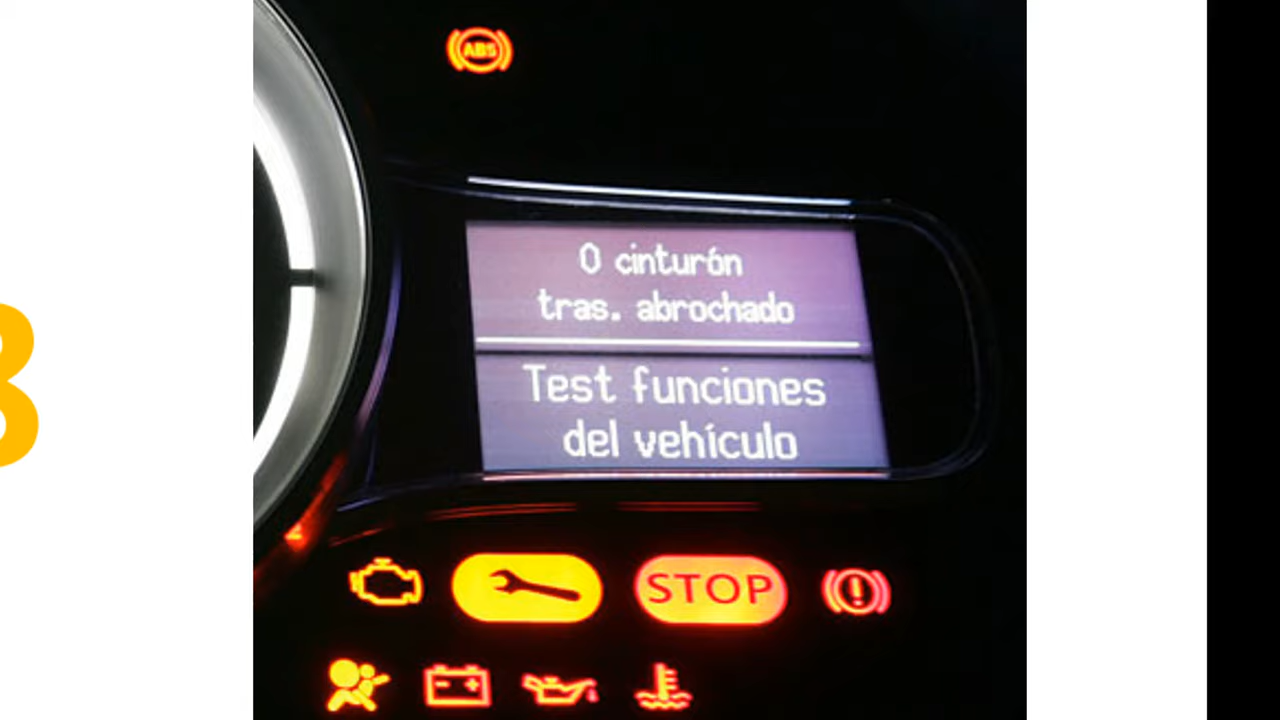 ABS
0 cinturón
tras. abrochado
Test funciones
del vehículo
STOP